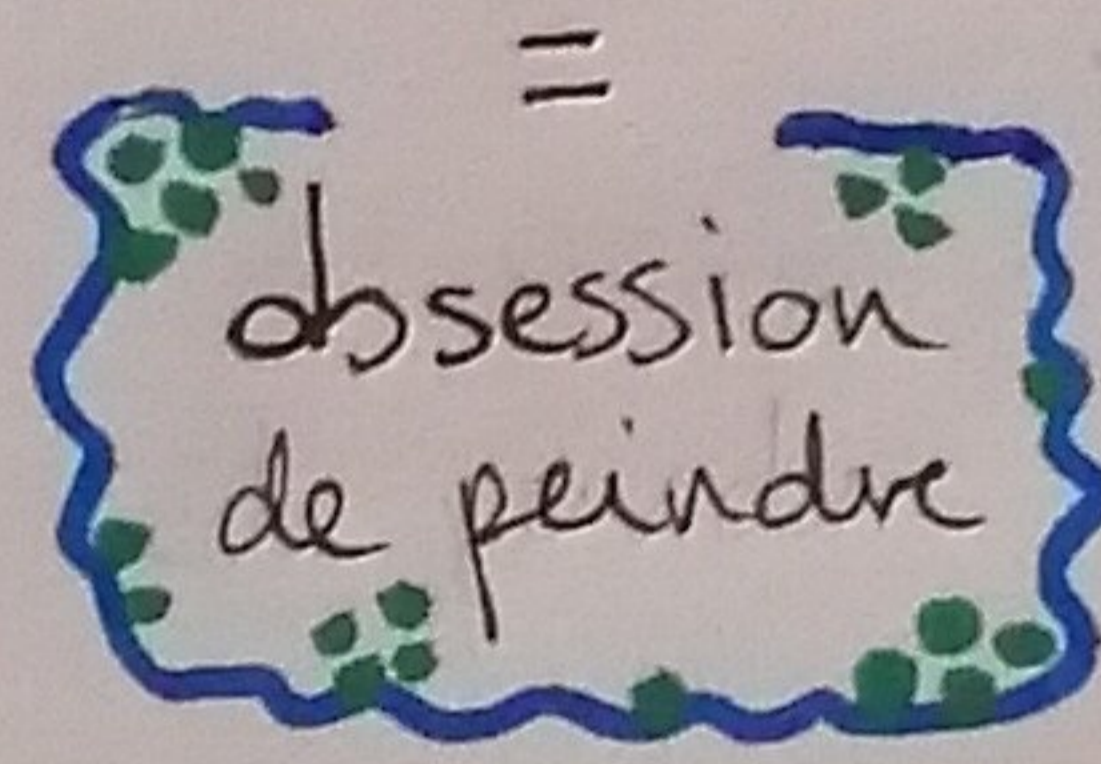 =
obsession
de peindre